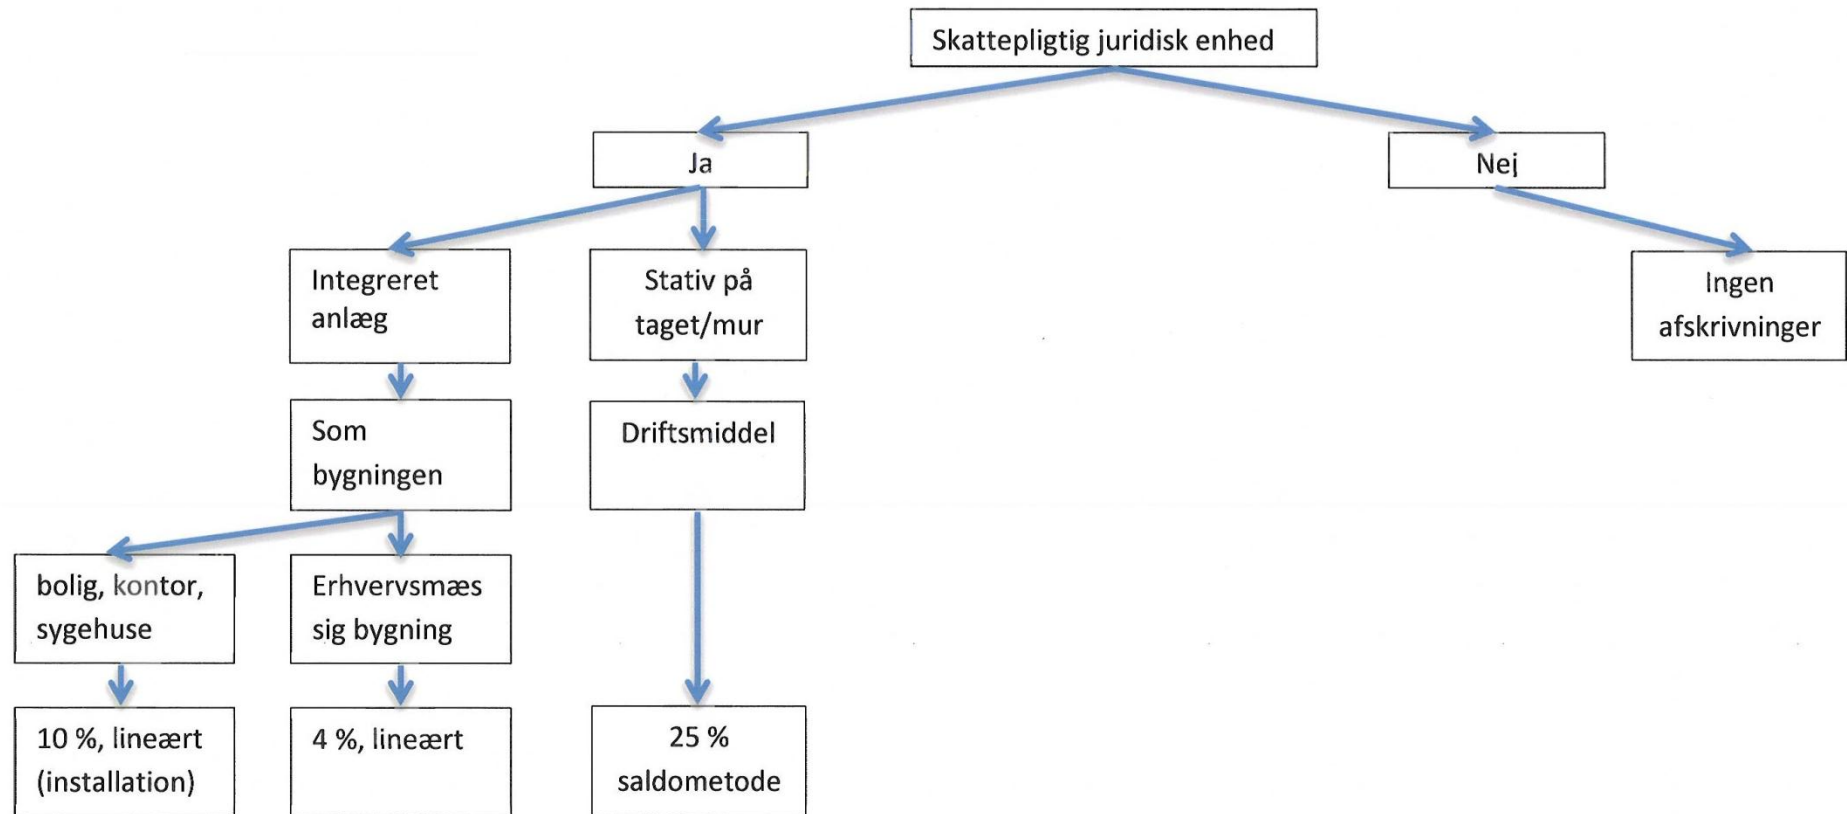 Skattepligtig juridisk enhed
Ja
Nej
Integreret
anlæg
Stativ på
taget/mur
Ingen
afskrivninger
Som
bygningen
Driftsmiddel
bolig, kontor,
sygehuse
Erhvervsmæs
sig bygning
10 %, lineært
(installation)
4 %, lineært
25 %
saldometode